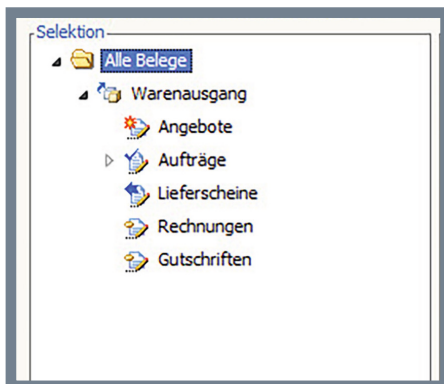 Selektion
Alle Belege
Warenausgang
Angebote
Aufträge
Lieferscheine
Rechnungen
Gutschriften